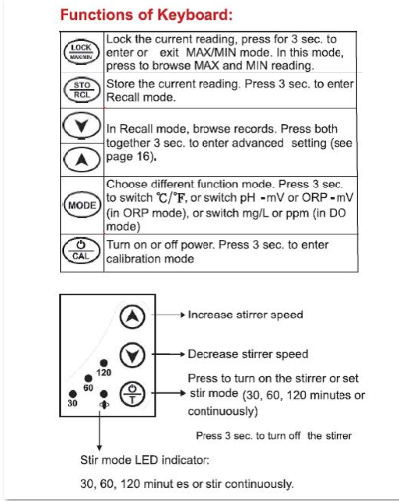 Functions of Keyboard:
LOCK
MAX/MIN
Lock the current reading, press for 3 sec. to
enter or exit MAX/MIN mode. In this mode,
press to browse MAX and MIN reading.
STO
RCL
Store the current reading. Press 3 sec. to enter
Recall mode.
In Recall mode, browse records. Press both
together 3 sec. to enter advanced setting (see
page 16).
MODE
Choose different function mode. Press 3 sec.
to switch ℃/℉, or switch pH -mV or ORP-mV
(in ORP mode), or switch mg/L or ppm (in DO
mode)
CAL
Turn on or off power. Press 3 sec. to enter
calibration mode
Increase stirrer speed
Decrease stirrer speed
120
60
30
T
Press to turn on the stirrer or set
stir mode (30, 60, 120 minutes or
continuously)
Press 3 sec. to turn off the stirrer
Stir mode LED indicator:
30, 60, 120 minut es or stir continuously.